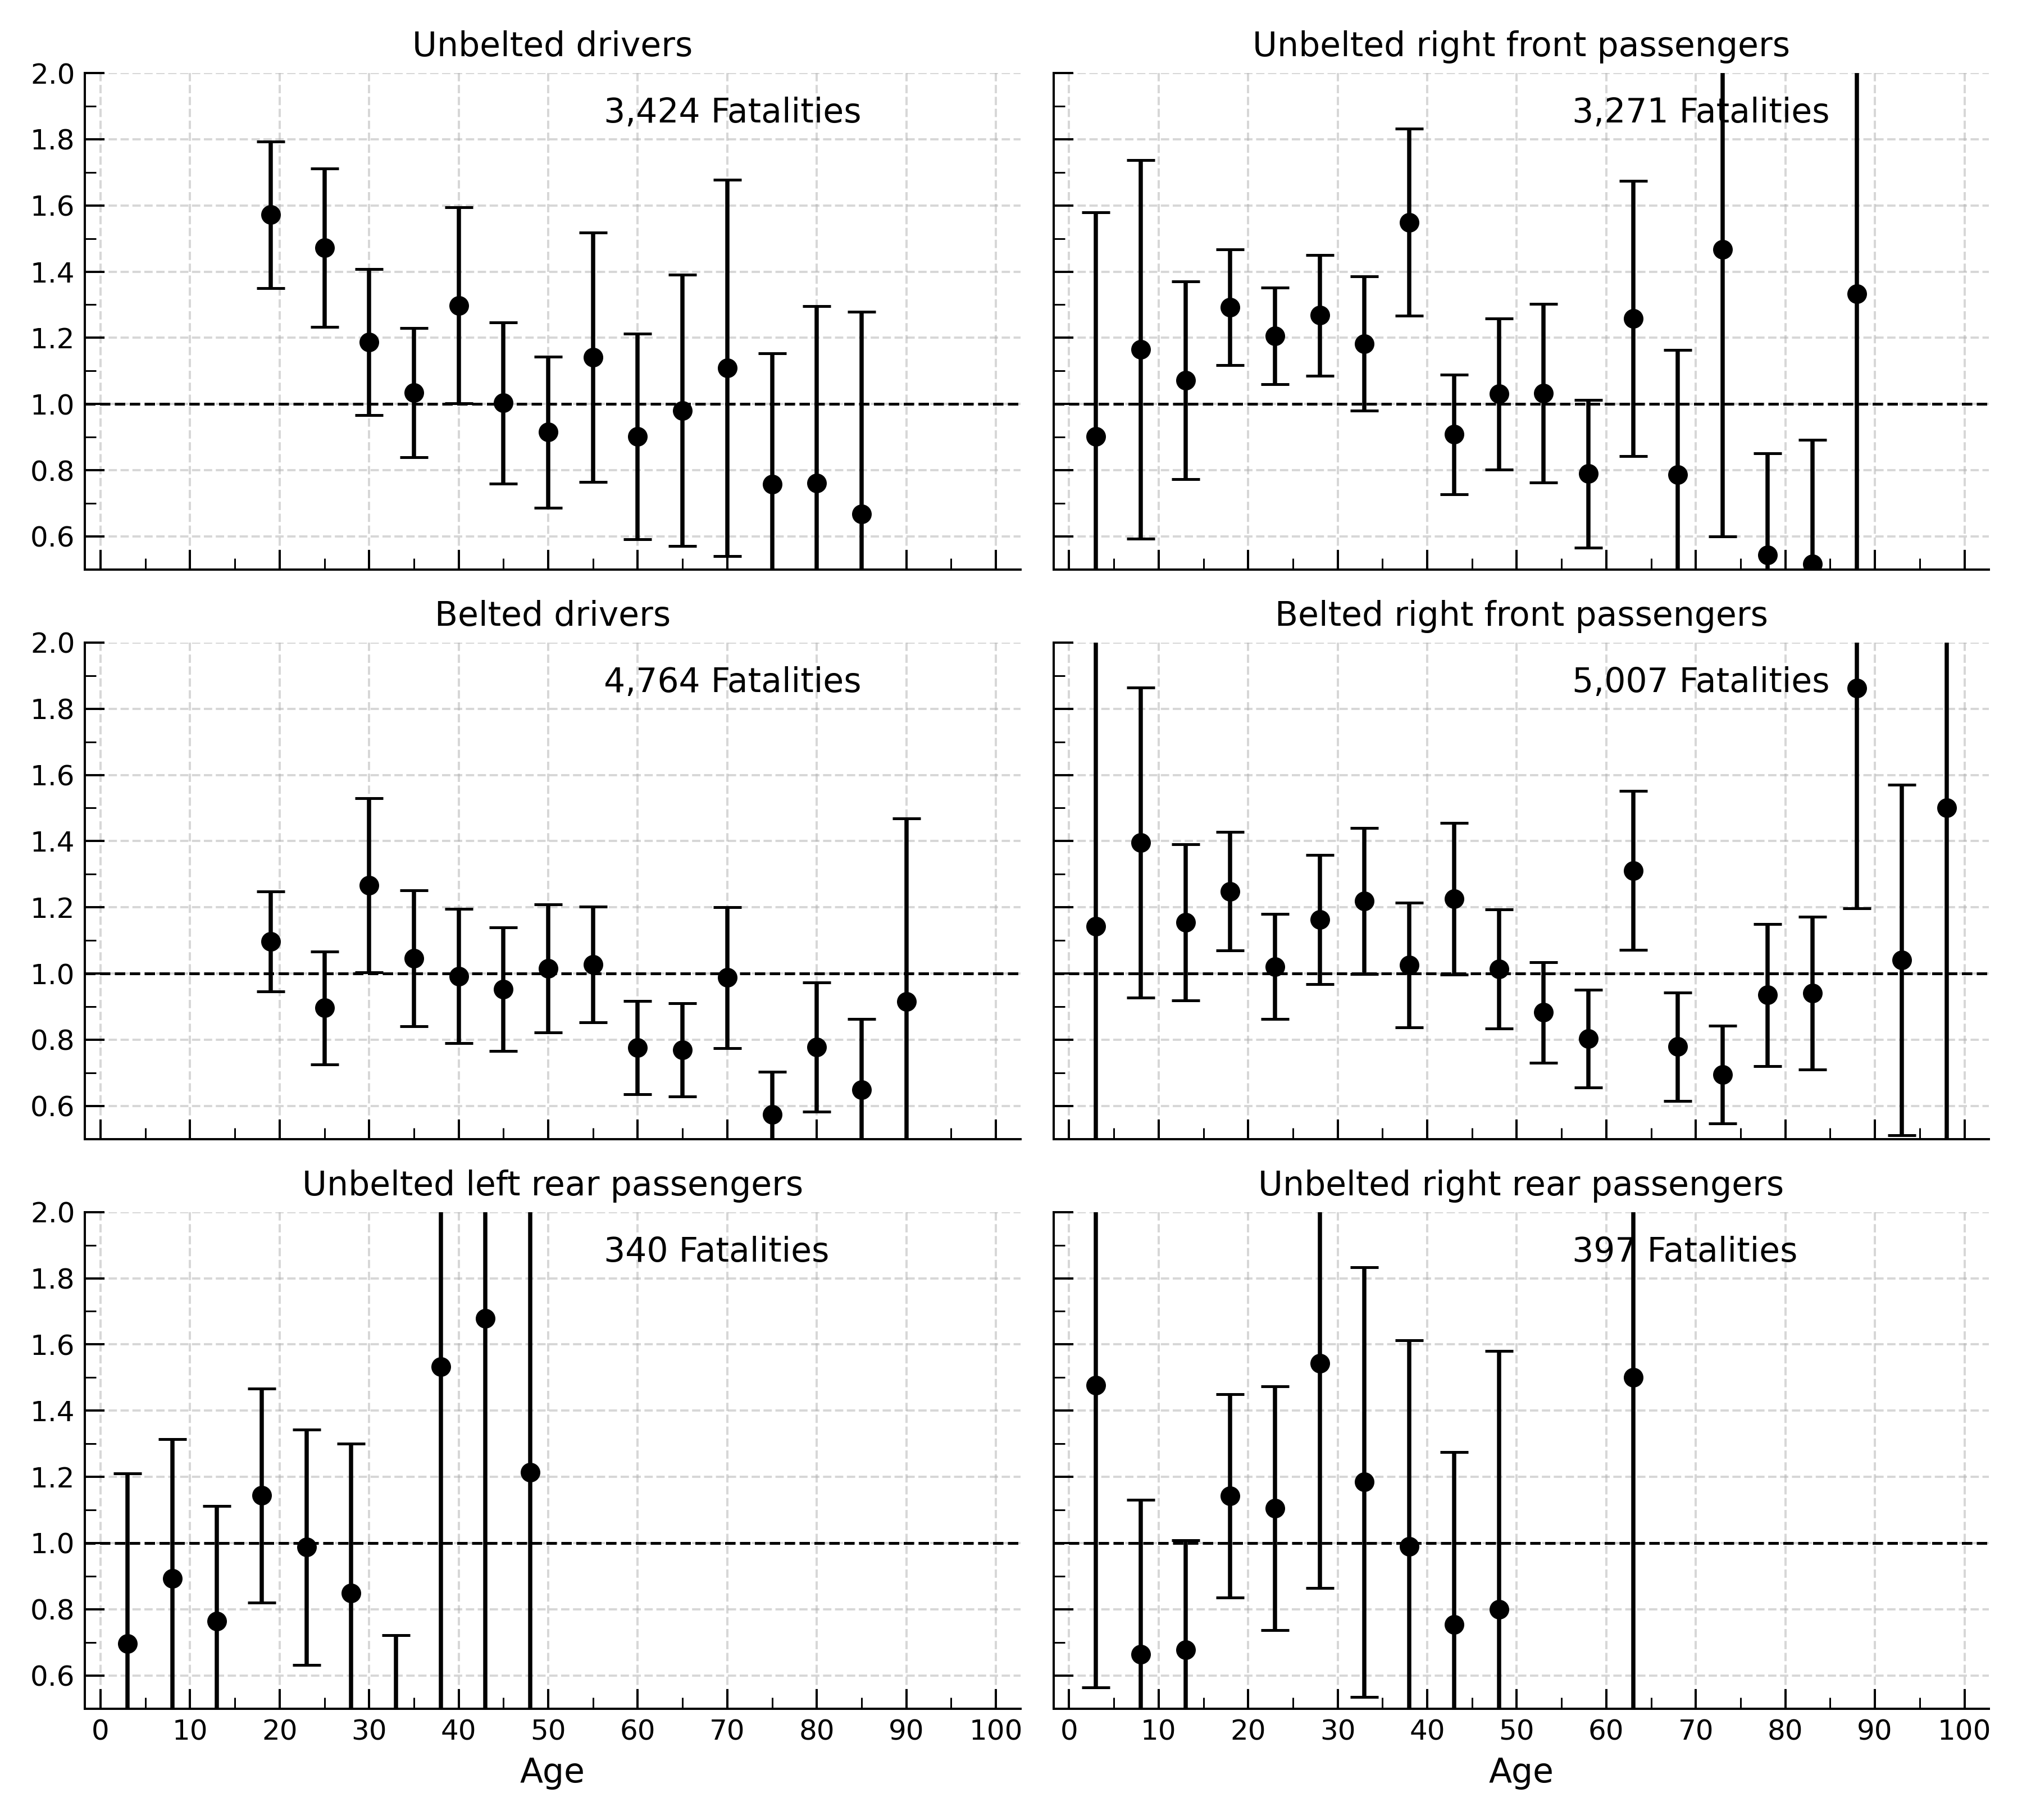 Unbelted drivers
Unbelted right front passengers
2.0
1.8
1.6
1.4
1.2
1.0
0.8
0.6
3,424 Fatalities
3,271 Fatalities
Belted drivers
Belted right front passengers
2.0
1.8
1.6
1.4
1.2
1.0
0.8
0.6
4,764 Fatalities
5,007 Fatalities
Unbelted left rear passengers
Unbelted right rear passengers
2.0
1.8
1.6
1.4
1.2
1.0
0.8
0.6
340 Fatalities
397 Fatalities
0 10 20 30 40 50 60 70 80 90 100
0 10 20 30 40 50 60 70 80 90 100
Age
Age